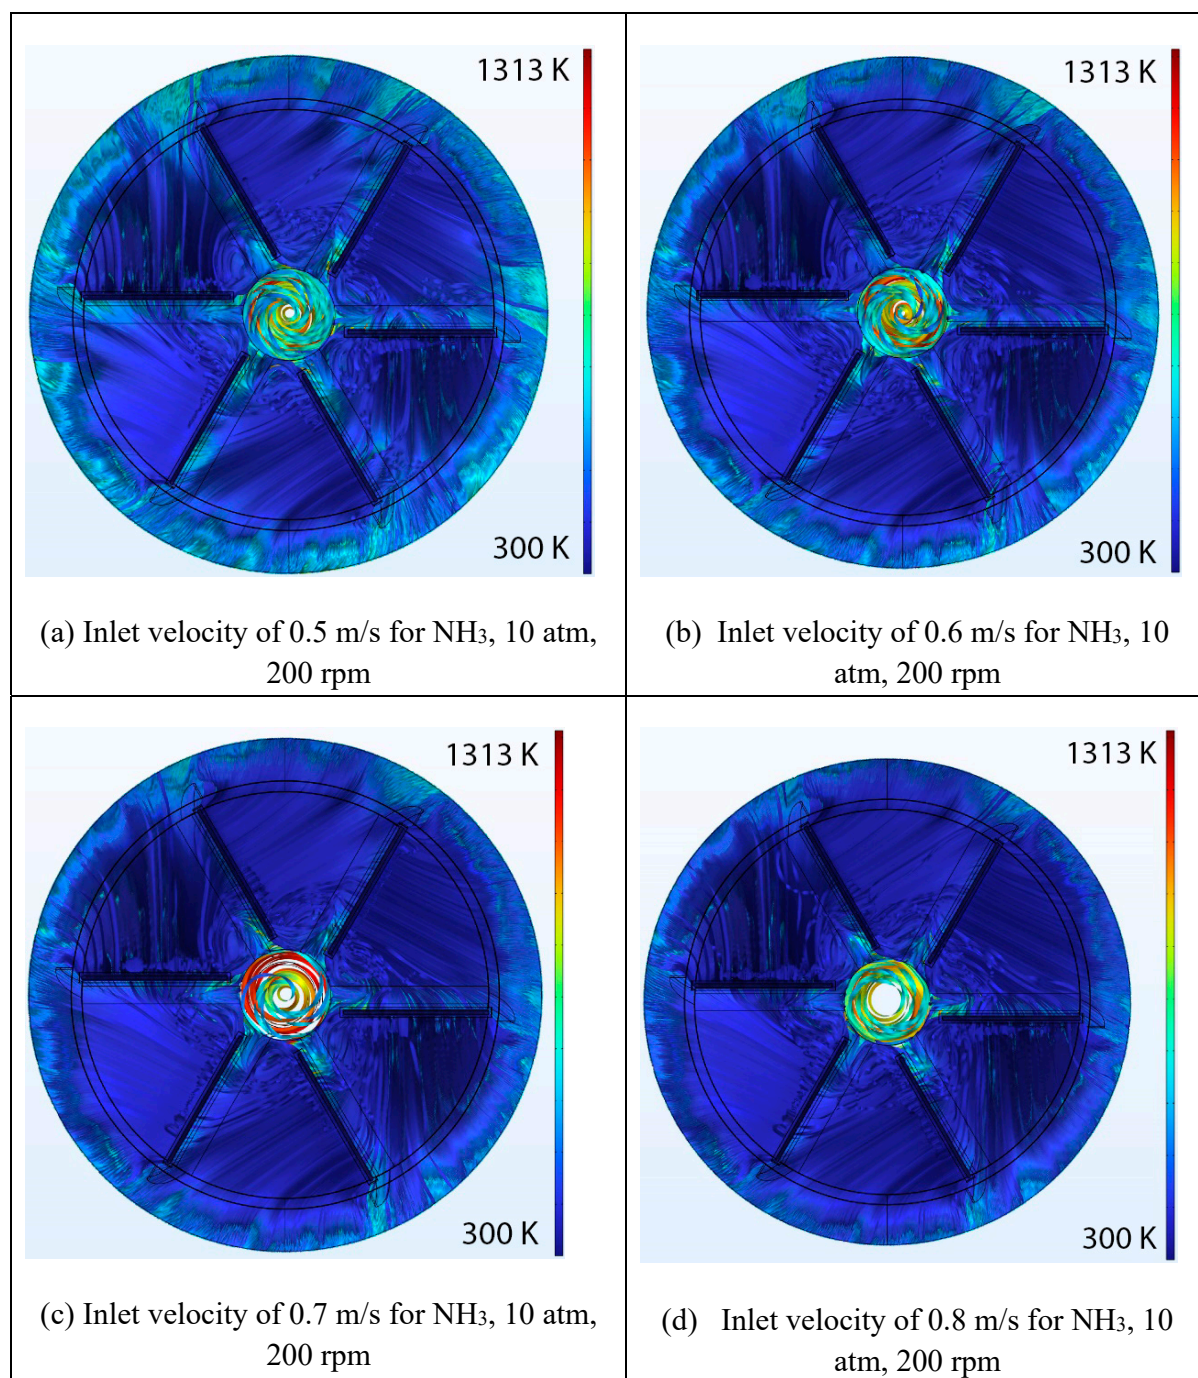 1313 K
300 K
(a) Inlet velocity of 0.5 m/s for NH₃, 10 atm,
200 rpm
1313 K
300 K
(b) Inlet velocity of 0.6 m/s for NH₃, 10
atm, 200 rpm
1313 K
300 K
(c) Inlet velocity of 0.7 m/s for NH₃, 10 atm,
200 rpm
1313 K
300 K
(d) Inlet velocity of 0.8 m/s for NH₃, 10
atm, 200 rpm